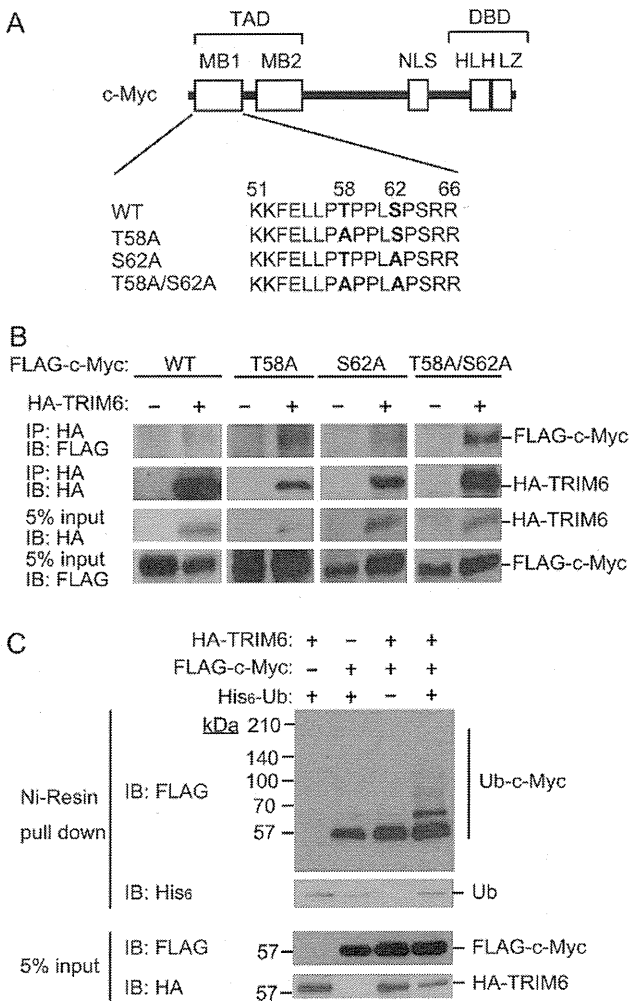 A
TAD
DBD
MB1 MB2 NLS HLH LZ
c-Myc
51 58 62 66
WT KKFELLPTPPLSPSRR
T58A KKFELLPAPPLSPSRR
S62A KKFELLPTPPLAPSRR
T58A/S62A KKFELLPAPPLAPSRR
B
FLAG-c-Myc: WT T58A S62A T58A/S62A
HA-TRIM6: - + - + - + - +
IP: HA
IB: FLAG
FLAG-c-Myc
IP: HA
IB: HA
HA-TRIM6
5% input
IB: HA
HA-TRIM6
5% input
IB: FLAG
FLAG-c-Myc
C
HA-TRIM6: + - + +
FLAG-c-Myc: - + + +
His6-Ub: + + - +
kDa
210
140
100
70
57
Ni-Resin
pull down
IB: FLAG
Ub-c-Myc
IB: His6
Ub
5% input
IB: FLAG
57
FLAG-c-Myc
IB: HA
57
HA-TRIM6